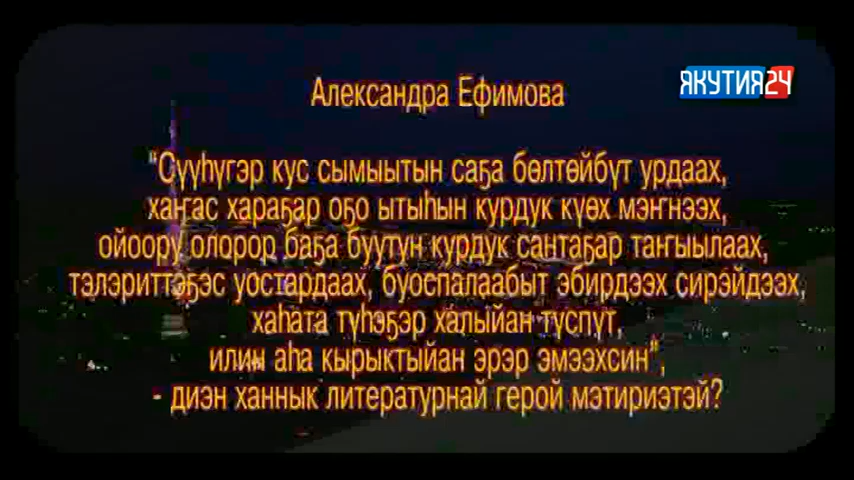 ЯКУТИЯ24
Александра Ефимова
"Сүүһүгэр кус сымыытын саҕа бөлтөйбүт урдаах,
хаҥас хараҕар оҕо ытыһын курдук күөх мэҥнээх,
ойоору олорор баҕа буутун курдук сантаҕар таҥыылаах,
тэлэриттэҕэс уостардаах, буоспалаабыт эбирдээх сирэйдээх,
хаһата түһэҕэр халыйан түспүт,
илин аһа кырыктыйан эрэр эмээхсин",
- диэн ханнык литературнай герой мэтириэтэй?